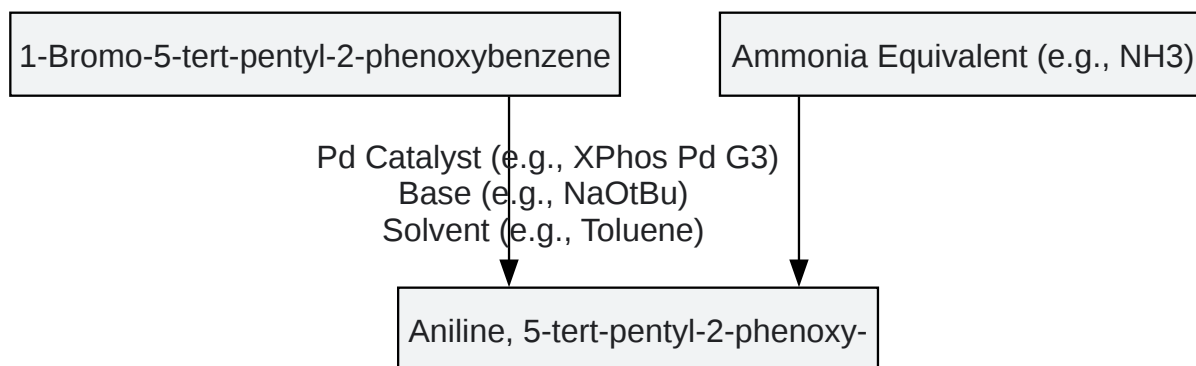 1-Bromo-5-tert-pentyl-2-phenoxybenzene
Ammonia Equivalent (e.g., NH3)
Pd Catalyst (e.g., XPhos Pd G3)
Base (e.g., NaOtBu)
Solvent (e.g., Toluene)
Aniline, 5-tert-pentyl-2-phenoxy-